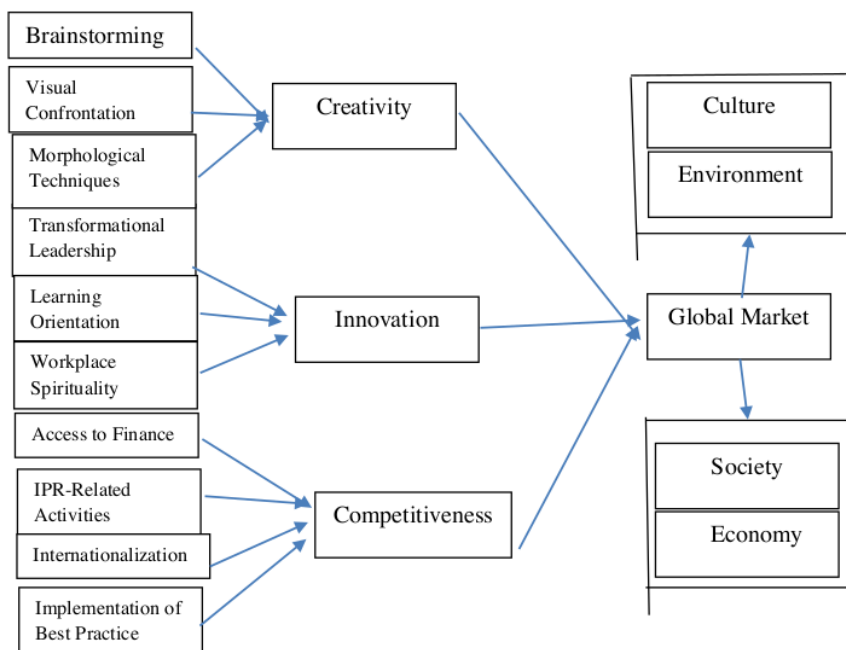 Brainstorming
Visual
Confrontation
Morphological
Techniques
Transformational
Leadership
Learning
Orientation
Workplace
Spirituality
Access to Finance
IPR-Related
Activities
Internationalization
Implementation of
Best Practice
Creativity
Innovation
Competitiveness
Culture
Environment
Global Market
Society
Economy